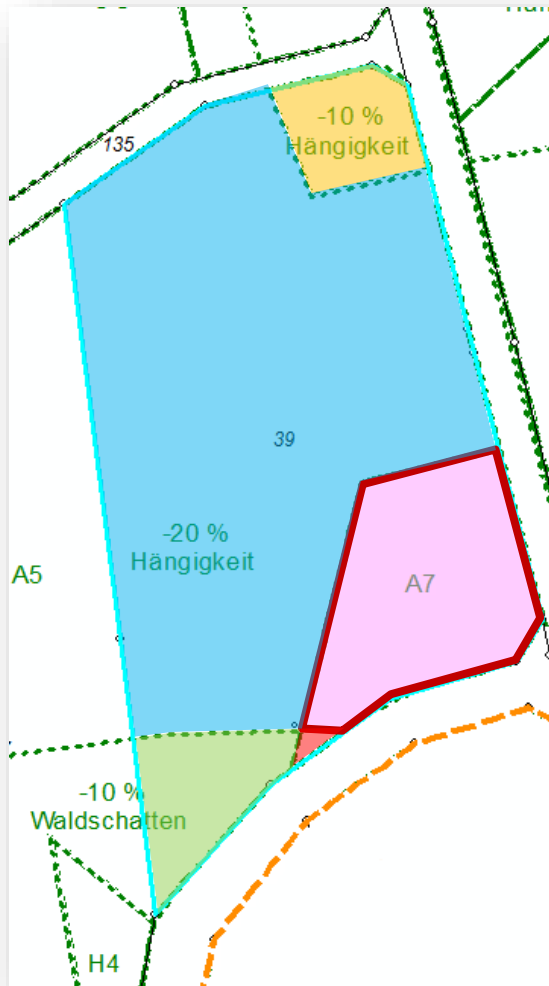 135
-10 %
Hängigkeit
39
-20 %
Hängigkeit
A5
A7
-10 %
Waldschatten
H4